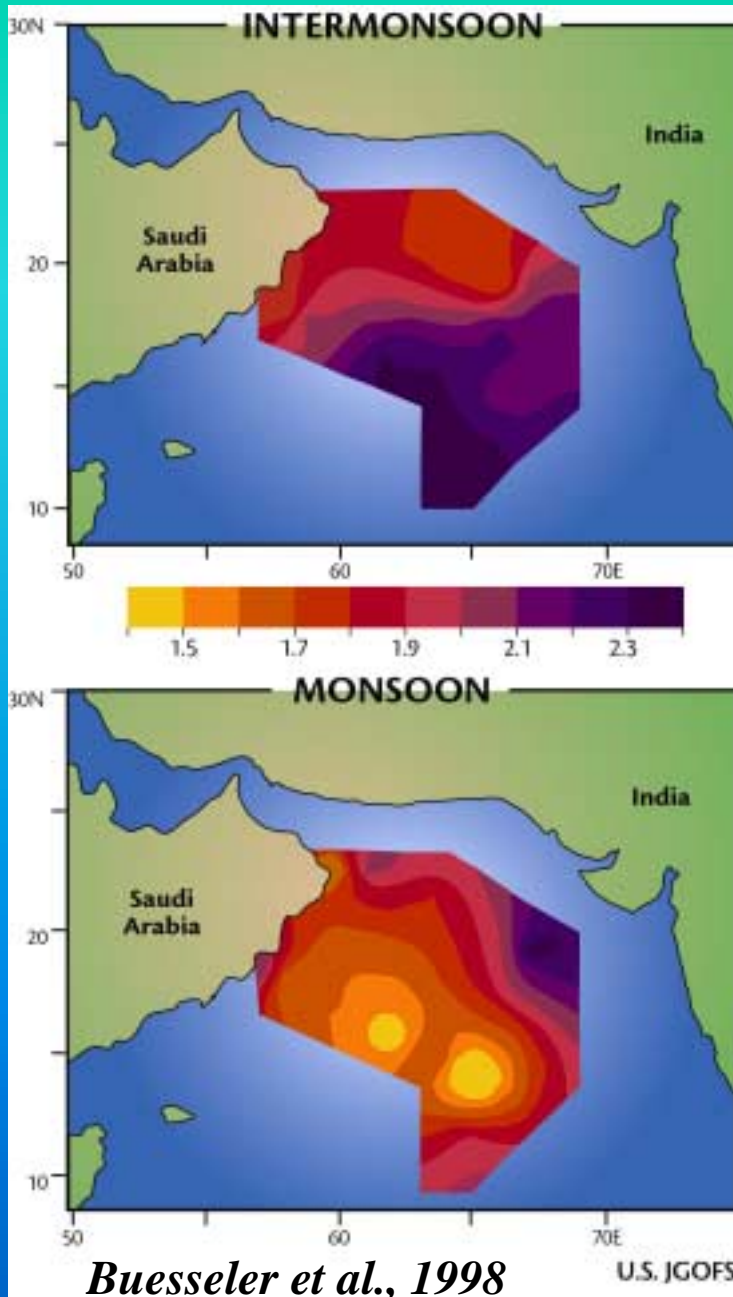 INTERMONSOON
30N
India
Saudi
Arabia
20
10
50 60 70E
1.5 1.7 1.9 2.1 2.3
MONSOON
30N
India
Saudi
Arabia
20
10
50 60 70E
Buesseler et al., 1998 U.S. JGOFS